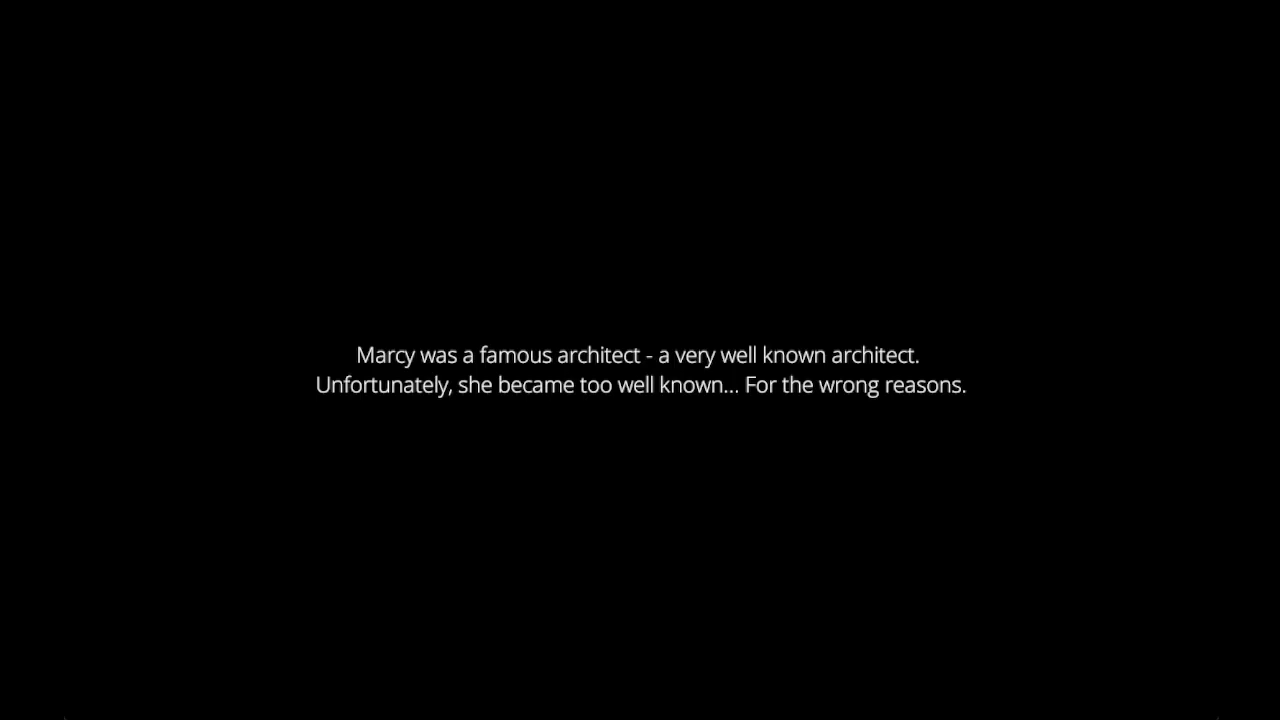 Marcy was a famous architect - a very well known architect.
Unfortunately, she became too well known... For the wrong reasons.